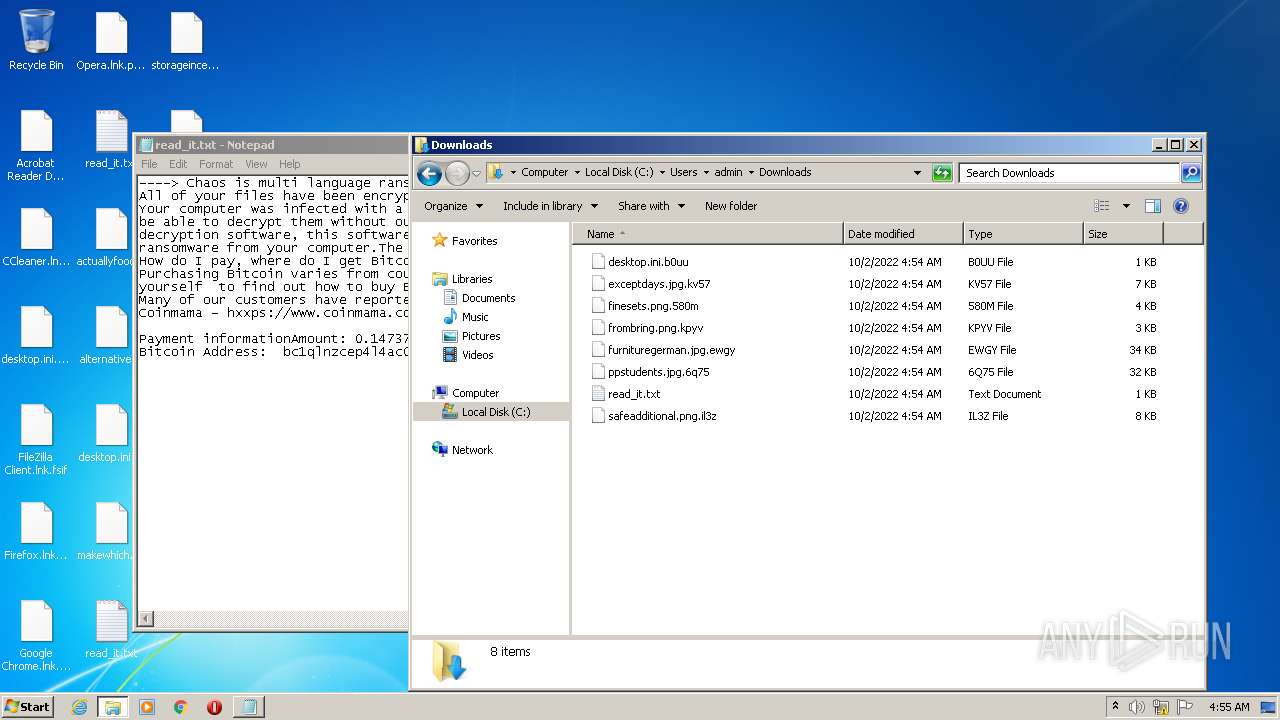 Recycle Bin
Opera.lnk.p...
storageince...
Acrobat
Reader D...
read_it.txt
CCleaner.ln...
actuallyfood
desktop.ini....
alternative
FileZilla
Client.lnk.fsif
desktop.ini
Firefox.lnk...
makewhich.
Google
Chrome.lnk....
read_it.txt
read_it.txt - Notepad
File Edit Format View Help
----> Chaos is multi language rans
All of your files have been encryp
Your computer was infected with a
be able to decrypt them without ou
decryption software, this software
ransomware from your computer.The
How do I pay, where do I get Bitco
Purchasing Bitcoin varies from cou
yourself  to find out how to buy B
Many of our customers have reporte
Coinmama - hxxps://www.coinmama.co
Payment informationAmount: 0.14737
Bitcoin Address:  bc1qlnzcep4l4ac0
Downloads
Computer Local Disk (C:) Users admin Downloads
Search Downloads
Organize Include in library Share with New folder
Favorites
Libraries
Documents
Music
Pictures
Videos
Computer
Local Disk (C:)
Network
Name Date modified Type Size
desktop.ini.b0uu 10/2/2022 4:54 AM B0UU File 1 KB
exceptdays.jpg.kv57 10/2/2022 4:54 AM KV57 File 7 KB
finesets.png.580m 10/2/2022 4:54 AM 580M File 4 KB
frombring.png.kpyv 10/2/2022 4:54 AM KPYV File 3 KB
furnituregerman.jpg.ewgy 10/2/2022 4:54 AM EWGY File 34 KB
ppstudents.jpg.6q75 10/2/2022 4:54 AM 6Q75 File 32 KB
read_it.txt 10/2/2022 4:54 AM Text Document 1 KB
safeadditional.png.il3z 10/2/2022 4:54 AM IL3Z File 8 KB
8 items
ANY RUN
Start
4:55 AM